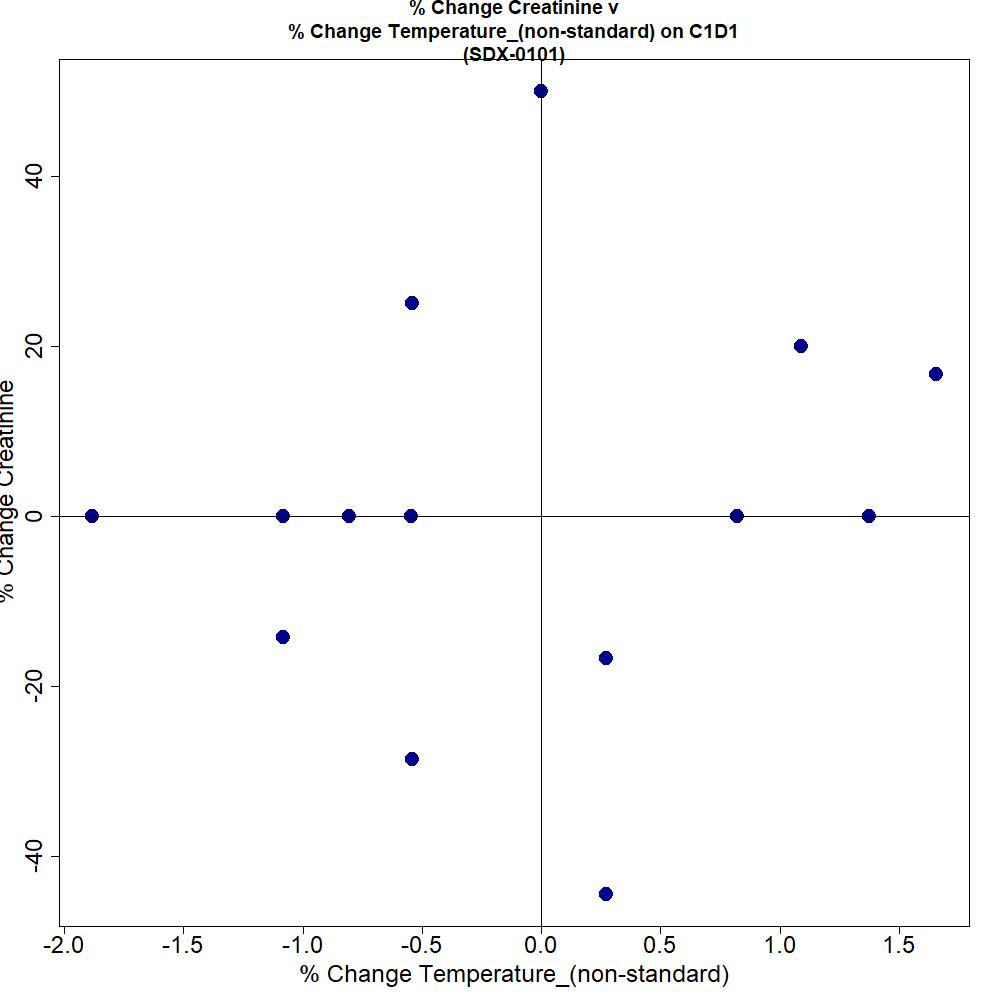 % Change Creatinine v
% Change Temperature_(non-standard) on C1D1
(SDX-0101)
% Change Creatinine
40
20
0
-20
-40
-2.0 -1.5 -1.0 -0.5 0.0 0.5 1.0 1.5
% Change Temperature_(non-standard)